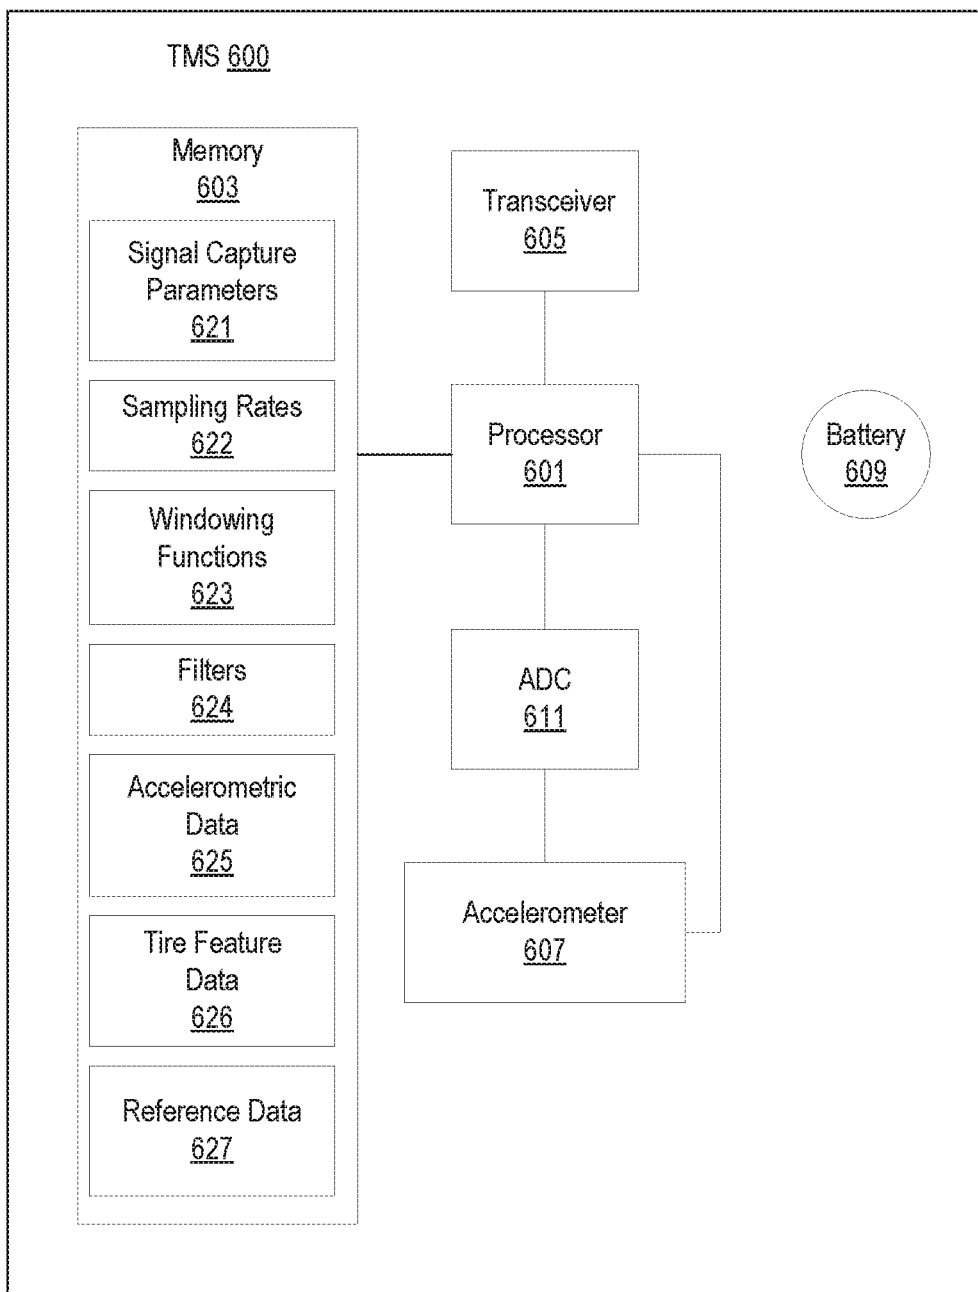 TMS 600
Memory
603
Signal Capture
Parameters
621
Sampling Rates
622
Windowing
Functions
623
Filters
624
Accelerometric
Data
625
Tire Feature
Data
626
Reference Data
627
Transceiver
605
Processor
601
ADC
611
Accelerometer
607
Battery
609